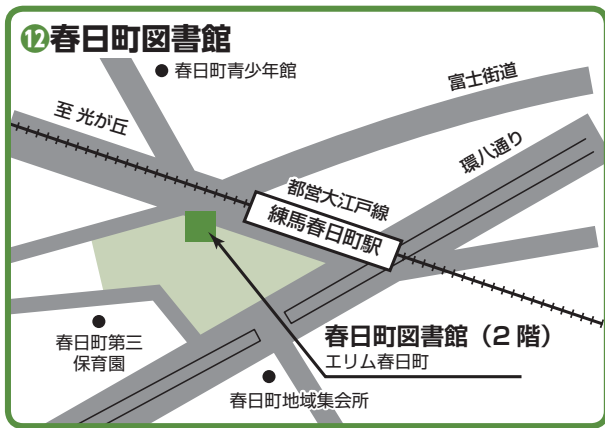 ⑫春日町図書館
春日町青少年館
富士街道
至 光が丘
環八通り
都営大江戸線
練馬春日町駅
春日町図書館（2 階）
エリム春日町
春日町第三
保育園
春日町地域集会所